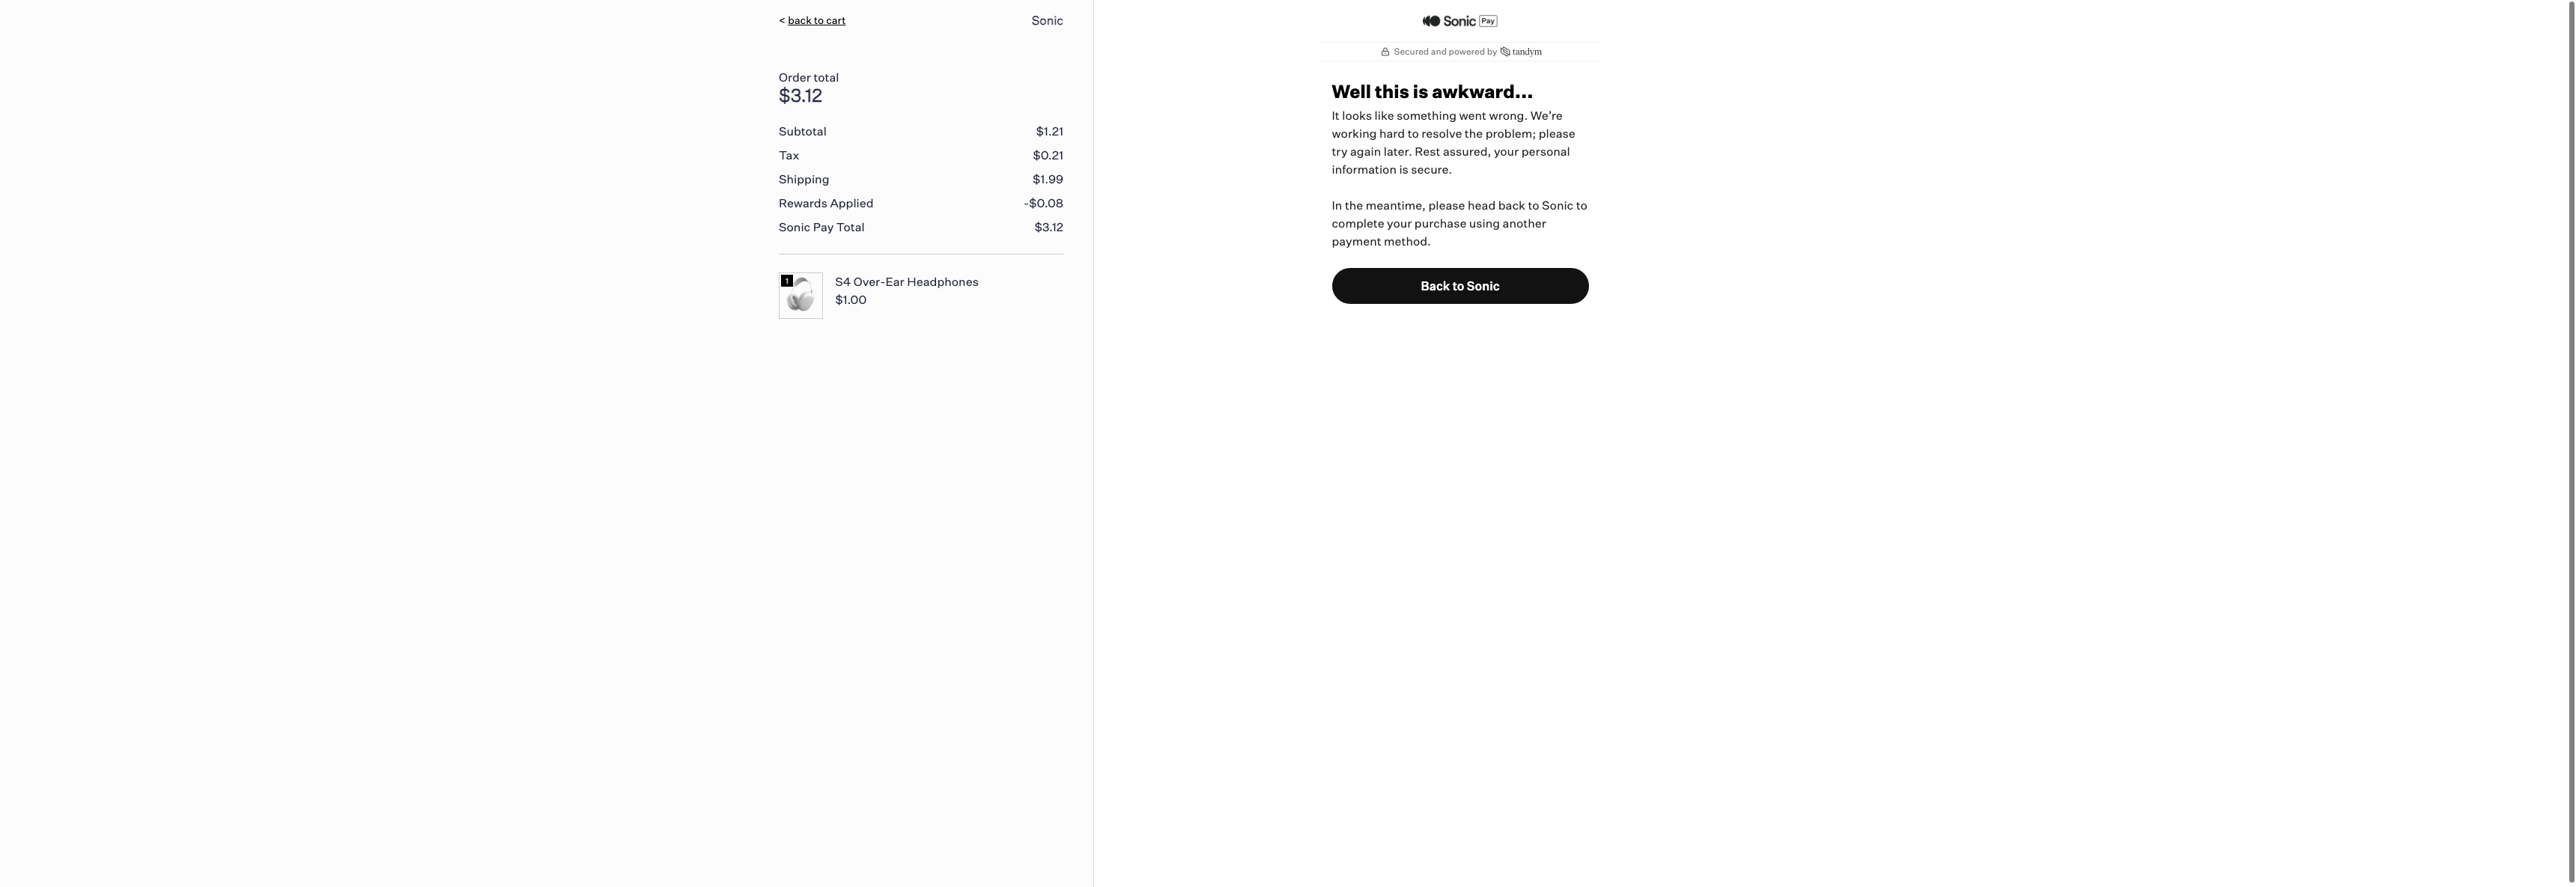 < back to cart
Sonic
Order total
$3.12
Subtotal $1.21
Tax $0.21
Shipping $1.99
Rewards Applied -$0.08
Sonic Pay Total $3.12
1
S4 Over-Ear Headphones
$1.00
Sonic Pay
Secured and powered by tandym
Well this is awkward...
It looks like something went wrong. We're
working hard to resolve the problem; please
try again later. Rest assured, your personal
information is secure.
In the meantime, please head back to Sonic to
complete your purchase using another
payment method.
Back to Sonic